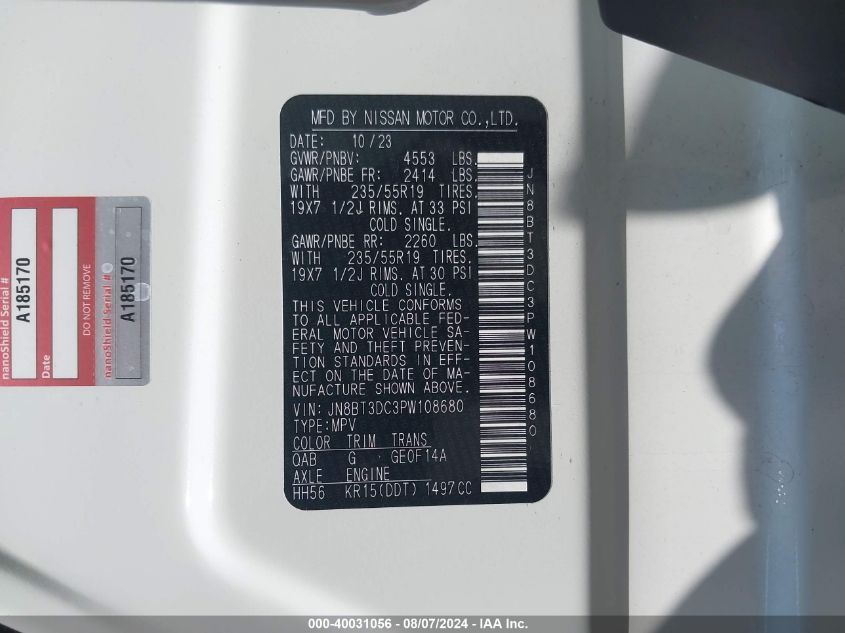 MFD BY NISSAN MOTOR CO.,LTD.
DATE: 10/23
GVWR/PNBV: 4553 LBS.
GAWR/PNBE FR: 2414 LBS.
WITH 235/55R19 TIRES.
19X7 1/2J RIMS. AT 33 PSI
COLD SINGLE.
GAWR/PNBE RR: 2260 LBS.
WITH 235/55R19 TIRES.
19X7 1/2J RIMS. AT 30 PSI
COLD SINGLE.
THIS VEHICLE CONFORMS
TO ALL APPLICABLE FED-
ERAL MOTOR VEHICLE SA-
FETY AND THEFT PREVEN-
TION STANDARDS IN EFF-
ECT ON THE DATE OF MA-
NUFACTURE SHOWN ABOVE.
VIN: JN8BT3DC3PW108680
TYPE:MPV
COLOR TRIM TRANS
QAB G GE0F14A
AXLE ENGINE
HH56 KR15(DDT) 1497CC
JN8BT3DC3PW108680
nanoShield Serial #
A185170
Date
DO NOT REMOVE
nanoShield Serial #
A185170
000-40031056 - 08/07/2024 - IAA Inc.